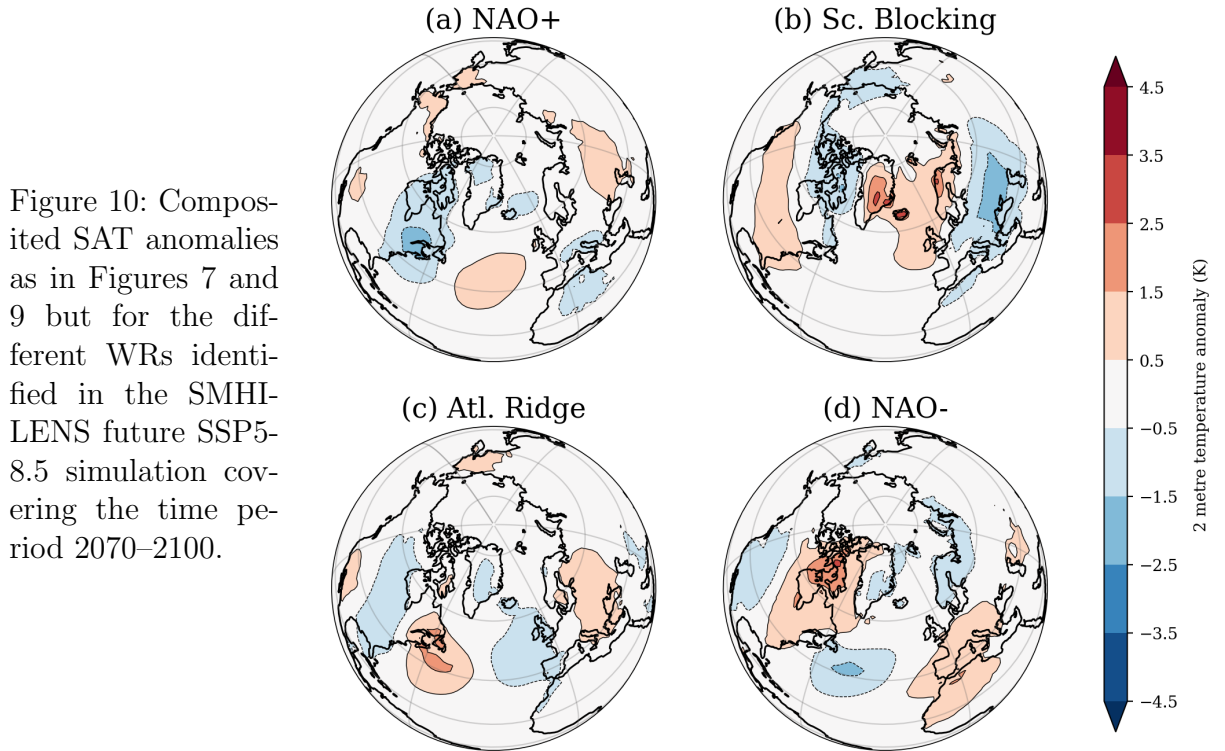 (a) NAO+
(b) Sc. Blocking
Figure 10: Compos-
ited SAT anomalies
as in Figures 7 and
9 but for the dif-
ferent WRs identi-
fied in the SMHI-
LENS future SSP5-
8.5 simulation cov-
ering the time pe-
riod 2070–2100.
(c) Atl. Ridge
(d) NAO-
4.5
3.5
2.5
1.5
0.5
−0.5
−1.5
−2.5
−3.5
−4.5
2 metre temperature anomaly (K)